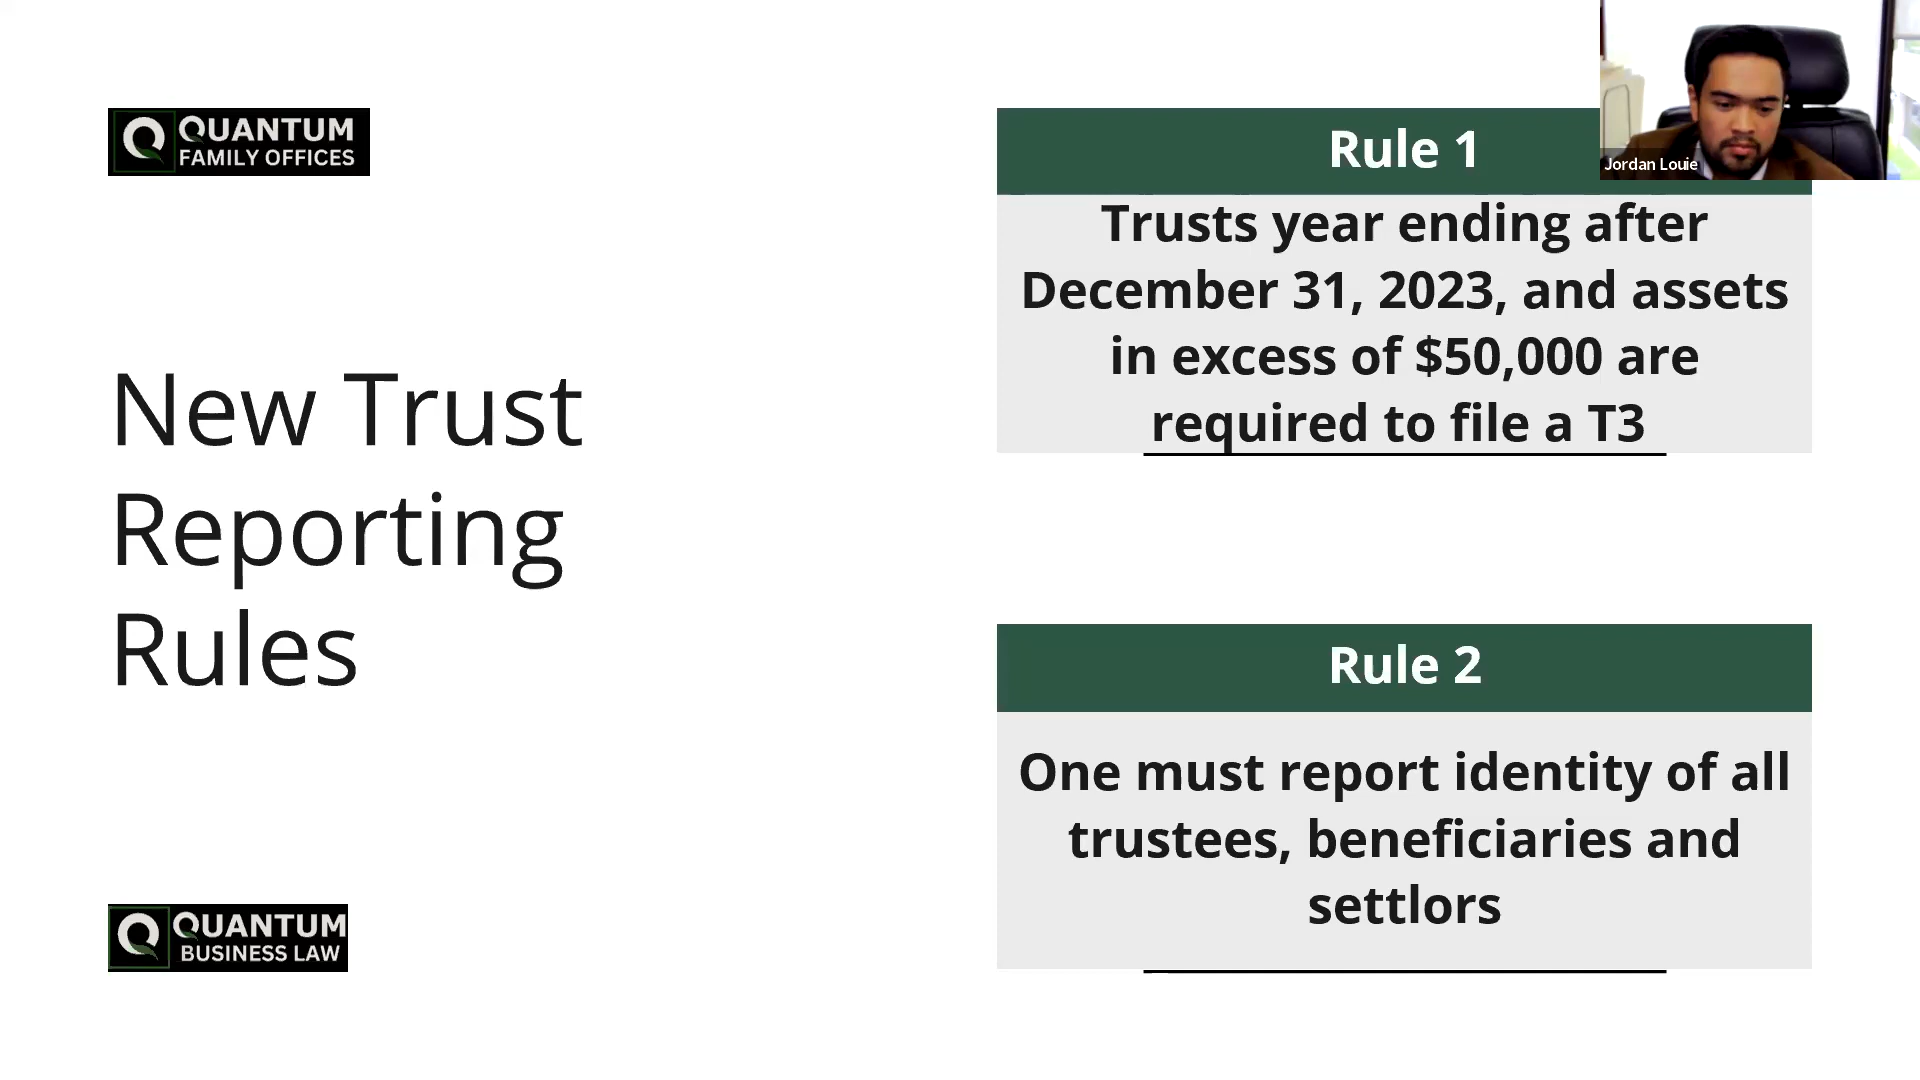 QUANTUM
FAMILY OFFICES
New Trust
Reporting
Rules
QUANTUM
BUSINESS LAW
Rule 1
Trusts year ending after
December 31, 2023, and assets
in excess of $50,000 are
required to file a T3
Rule 2
One must report identity of all
trustees, beneficiaries and
settlors
Jordan Louie